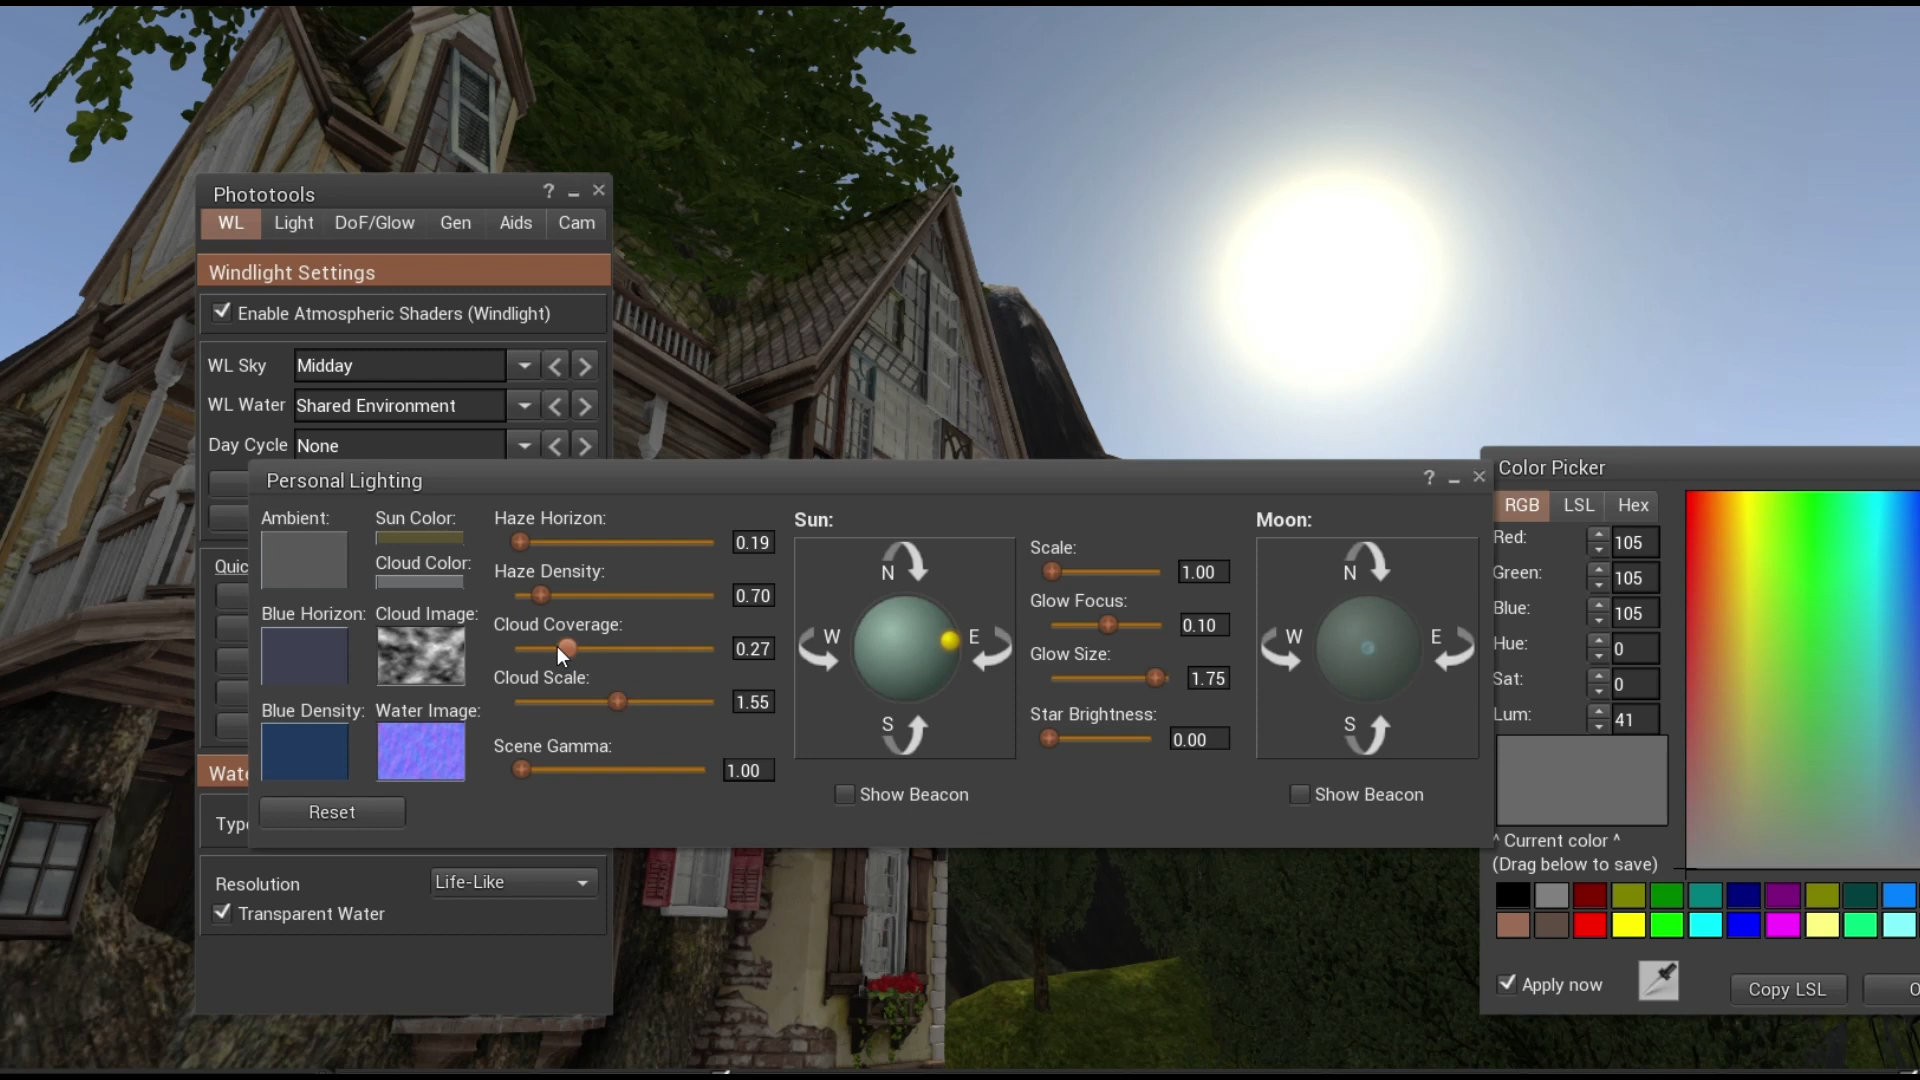 Phototools
?
WL Light DoF/Glow Gen Aids Cam
Windlight Settings
Enable Atmospheric Shaders (Windlight)
WL Sky Midday
WL Water Shared Environment
Day Cycle None
Personal Lighting
?
Ambient:
Sun Color:
Cloud Color:
Blue Horizon:
Cloud Image:
Blue Density:
Water Image:
Reset
Haze Horizon:
0.19
Haze Density:
0.70
Cloud Coverage:
0.27
Cloud Scale:
1.55
Scene Gamma:
1.00
Sun:
N
W E
S
Show Beacon
Scale:
1.00
Glow Focus:
0.10
Glow Size:
1.75
Star Brightness:
0.00
Moon:
N
W E
S
Show Beacon
Resolution Life-Like
Transparent Water
Color Picker
RGB LSL Hex
Red: 105
Green: 105
Blue: 105
Hue: 0
Sat: 0
Lum: 41
^ Current color ^
(Drag below to save)
Apply now
Copy LSL